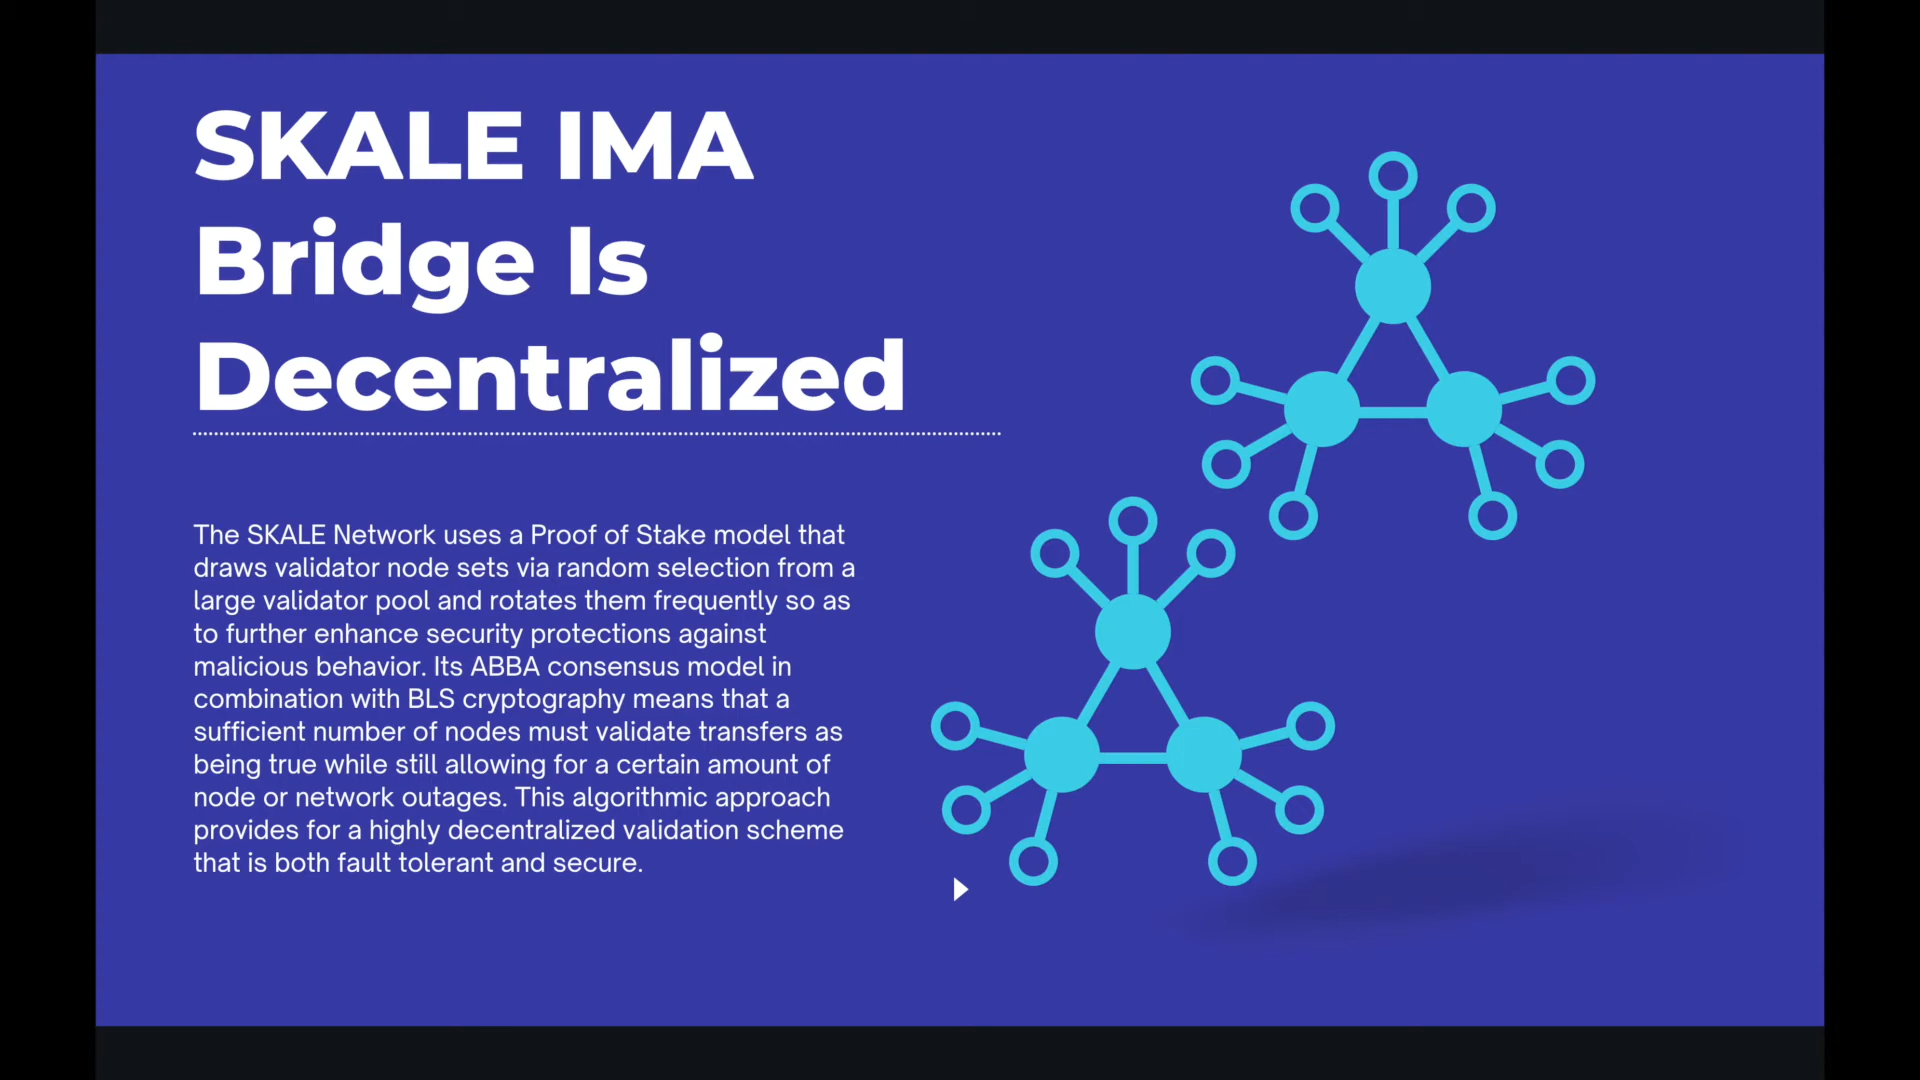 SKALE IMA
Bridge Is
Decentralized
The SKALE Network uses a Proof of Stake model that
draws validator node sets via random selection from a
large validator pool and rotates them frequently so as
to further enhance security protections against
malicious behavior. Its ABBA consensus model in
combination with BLS cryptography means that a
sufficient number of nodes must validate transfers as
being true while still allowing for a certain amount of
node or network outages. This algorithmic approach
provides for a highly decentralized validation scheme
that is both fault tolerant and secure.